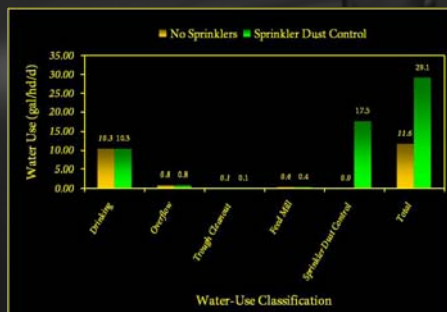 No Sprinklers Sprinkler Dust Control
Water Use (gal/hd/d)
35.00
30.00
25.00
20.00
15.00
10.00
5.00
0.00
10.3 10.3
0.8 0.8
0.1 0.1
0.4 0.4
0.0 17.5
11.6 29.1
Drinking
Overflow
Trough Cleanout
Feed Mill
Sprinkler Dust Control
Total
Water-Use Classification